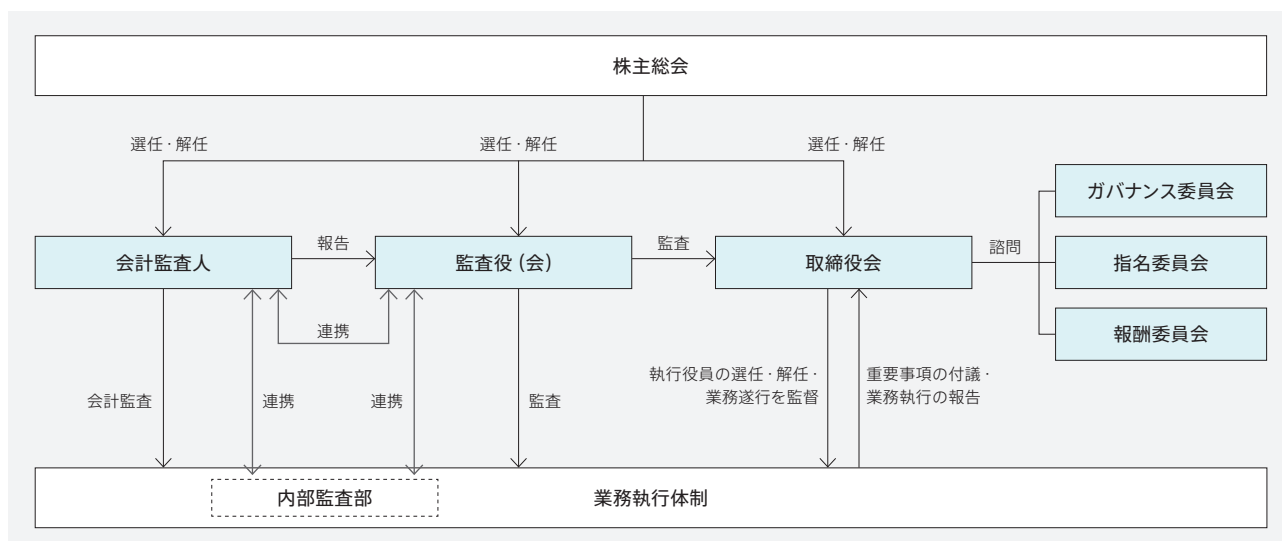 株主総会
選任・解任
選任・解任
選任・解任
ガバナンス委員会
会計監査人
報告
監査役（会）
監査
取締役会
諮問
指名委員会
連携
報酬委員会
執行役員の選任・解任・
業務遂行を監督
重要事項の付議・
業務執行の報告
会計監査
連携
連携
監査
内部監査部
業務執行体制